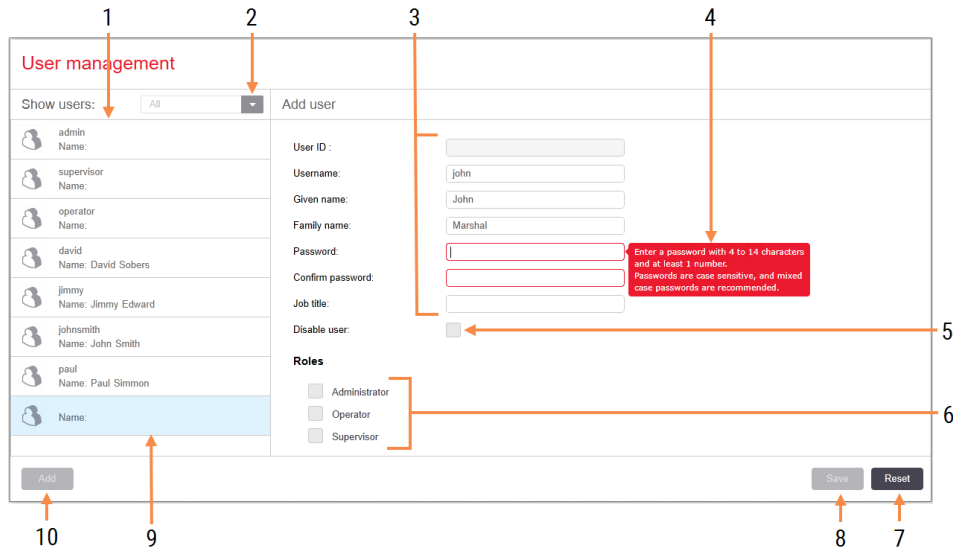 1 2 3 4
User management
Show users: All
Add user
admin
Name:
supervisor
Name:
operator
Name:
david
Name: David Sobers
jimmy
Name: Jimmy Edward
johnsmith
Name: John Smith
paul
Name: Paul Simmon
Name:
User ID :
Username: john
Given name: John
Family name: Marshal
Password:
Enter a password with 4 to 14 characters
and at least 1 number.
Passwords are case sensitive, and mixed
case passwords are recommended.
Confirm password:
Job title:
Disable user:
5
Roles
Administrator
Operator
6
Supervisor
Add
Save Reset
10 9 8 7